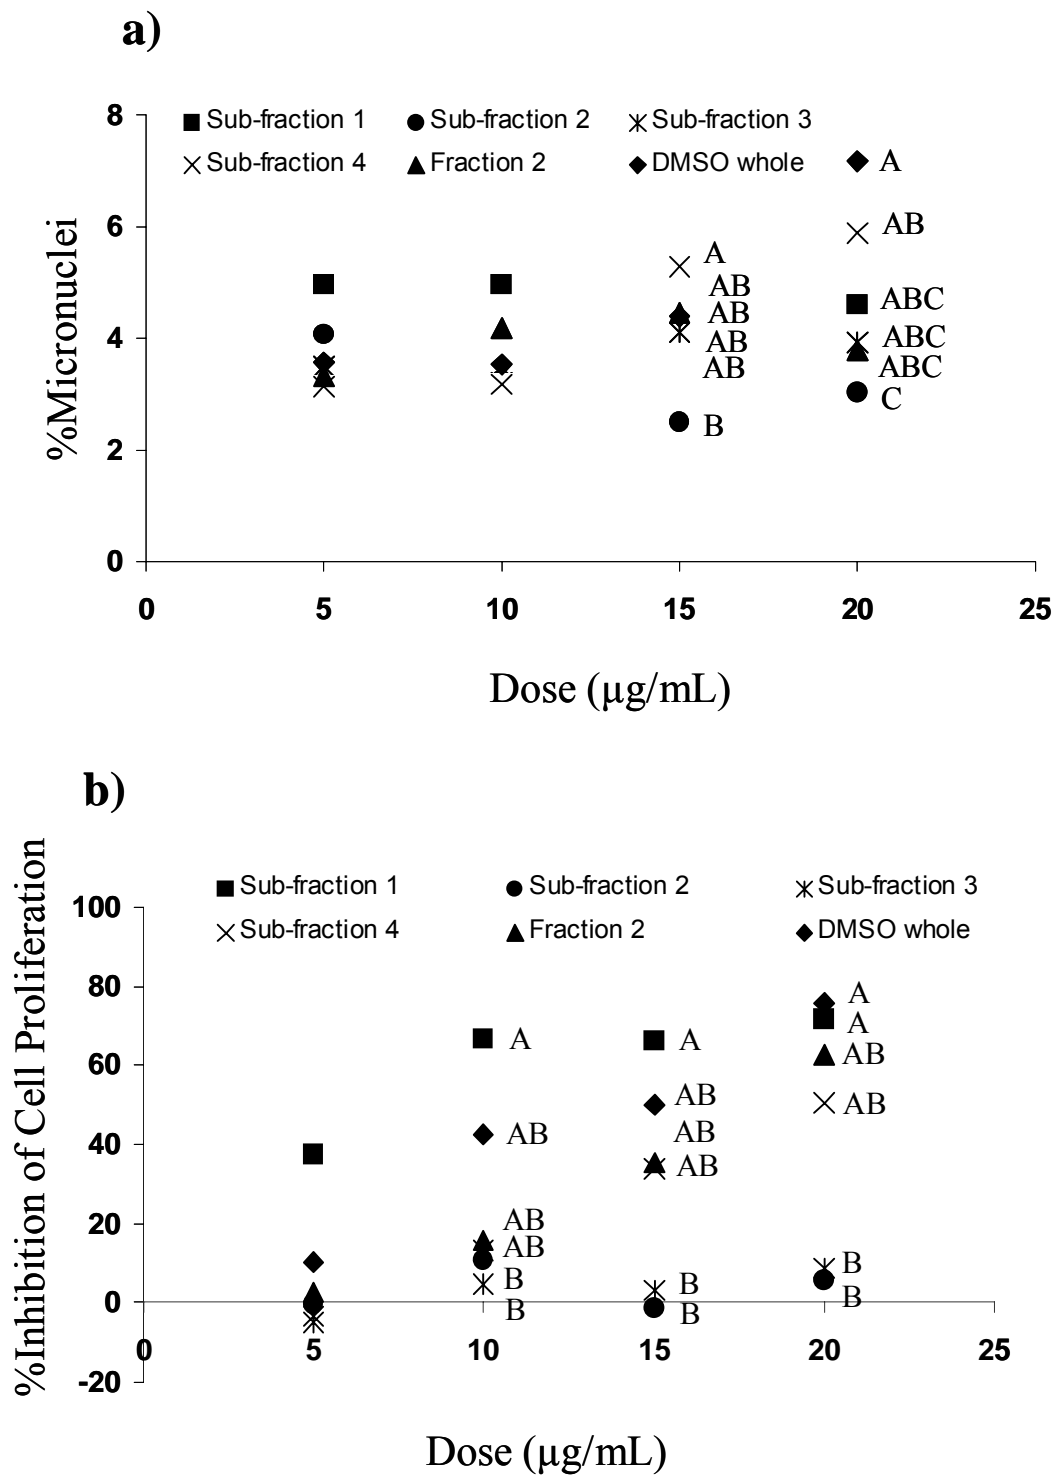 a)
8
Sub-fraction 1 Sub-fraction 2 Sub-fraction 3
Sub-fraction 4 Fraction 2 DMSO whole
A
6
AB
A
AB
ABC
AB
4
ABC
AB
ABC
AB
C
B
2
0
%Micronuclei
0 5 10 15 20 25
Dose (µg/mL)
b)
Sub-fraction 1 Sub-fraction 2 Sub-fraction 3
100
Sub-fraction 4 Fraction 2 DMSO whole
80
A
A
A
A
60
AB
AB
AB
40
AB
AB
AB
20
AB
AB
B
B
B
B
B
B
0
-20
%Inhibition of Cell Proliferation
0 5 10 15 20 25
Dose (µg/mL)